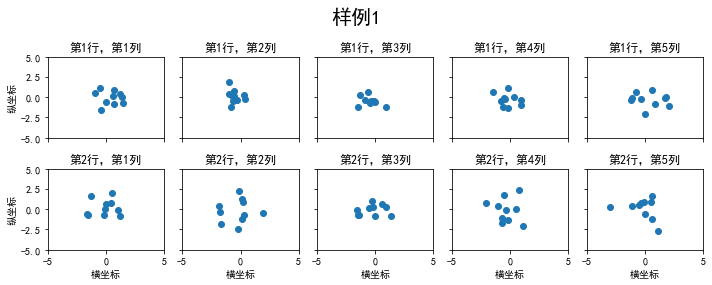 样例1
第1行，第1列 第1行，第2列 第1行，第3列 第1行，第4列 第1行，第5列
5.0
2.5
纵坐标
0.0
−2.5
−5.0
第2行，第1列 第2行，第2列 第2行，第3列 第2行，第4列 第2行，第5列
5.0
2.5
纵坐标
0.0
−2.5
−5.0
−5 0 5 −5 0 5 −5 0 5 −5 0 5 −5 0 5
横坐标 横坐标 横坐标 横坐标 横坐标